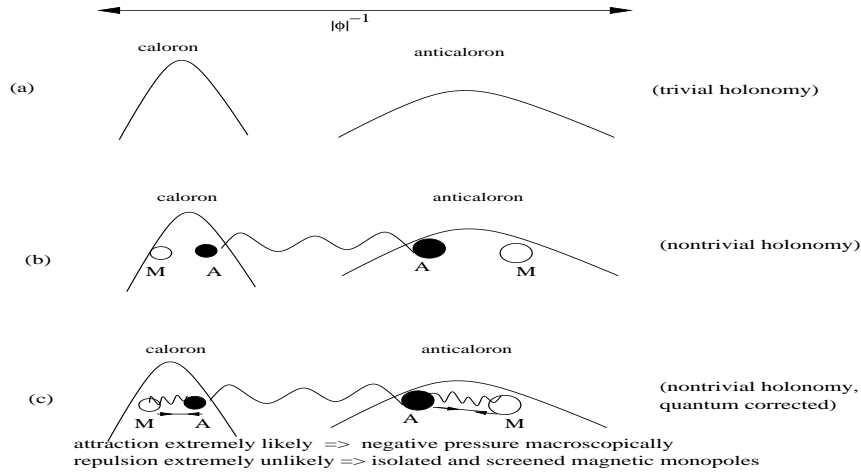 |ϕ|⁻¹
caloron
anticaloron
(a)
(trivial holonomy)
caloron
anticaloron
(b)
(nontrivial holonomy)
M
A
A
M
caloron
anticaloron
(c)
(nontrivial holonomy,
quantum corrected)
M
A
A
M
attraction extremely likely => negative pressure macroscopically
repulsion extremely unlikely => isolated and screened magnetic monopoles